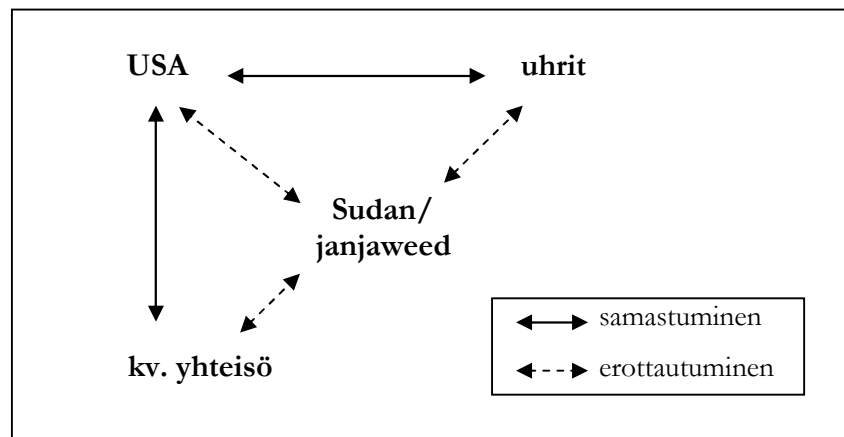 USA
uhrit
Sudan/
janjaweed
kv. yhteisö
samastuminen
erottautuminen